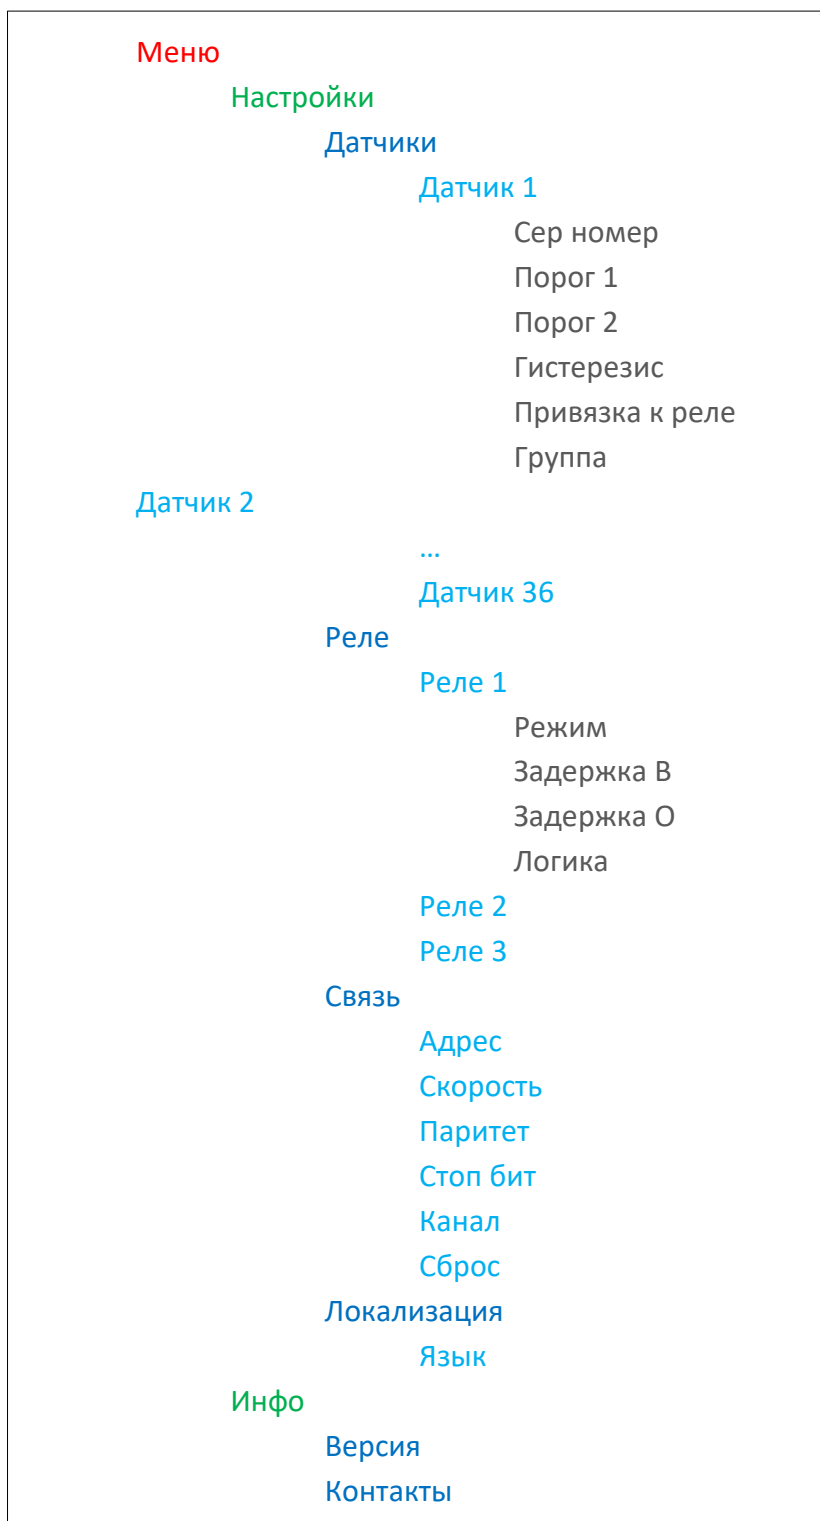 Меню
Настройки
Датчики
Датчик 1
Сер номер
Порог 1
Порог 2
Гистерезис
Привязка к реле
Группа
Датчик 2
...
Датчик 36
Реле
Реле 1
Режим
Задержка В
Задержка О
Логика
Реле 2
Реле 3
Связь
Адрес
Скорость
Паритет
Стоп бит
Канал
Сброс
Локализация
Язык
Инфо
Версия
Контакты